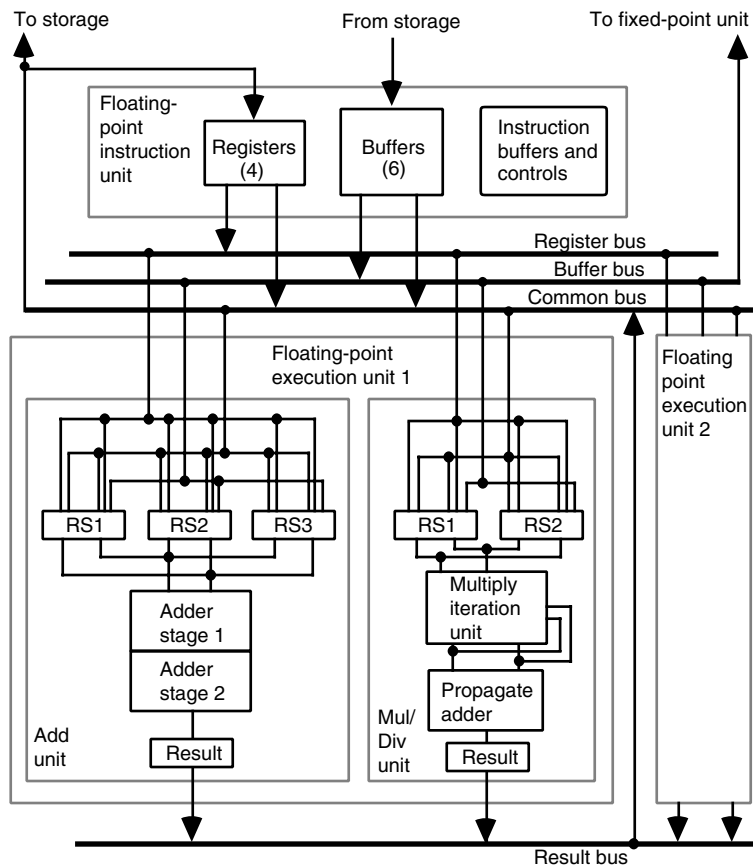 To storage
From storage
To fixed-point unit
Floating-
point
instruction
unit
Registers
(4)
Buffers
(6)
Instruction
buffers and
controls
Register bus
Buffer bus
Common bus
Floating-point
execution unit 1
Floating
point
execution
unit 2
RS1
RS2
RS3
RS1
RS2
Adder
stage 1
Adder
stage 2
Multiply
iteration
unit
Propagate
adder
Add
unit
Result
Mul/
Div
unit
Result
Result bus